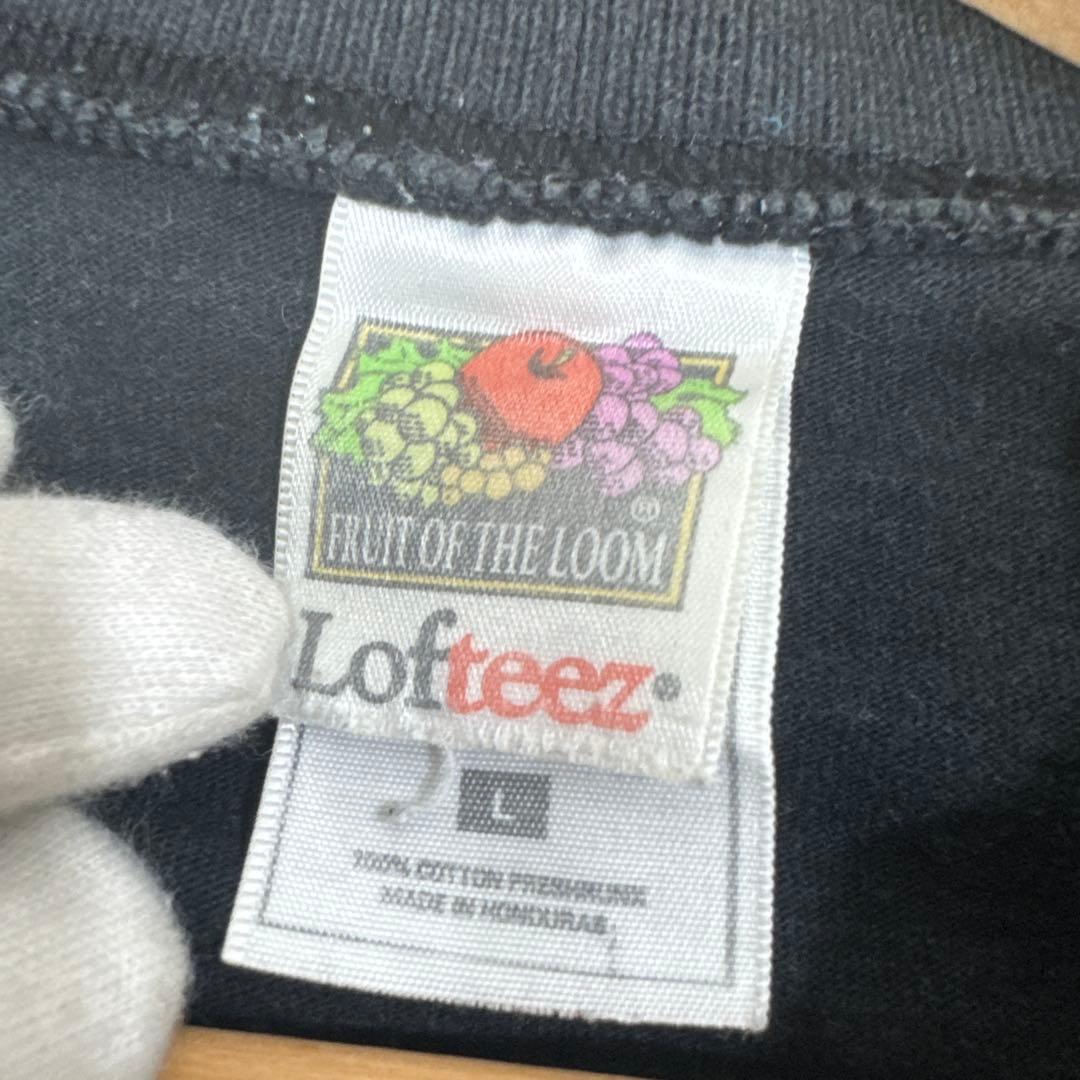 FRUIT OF THE LOOM ®
Lofteez®
L
100% COTTON PRESHRUNK
MADE IN HONDURAS